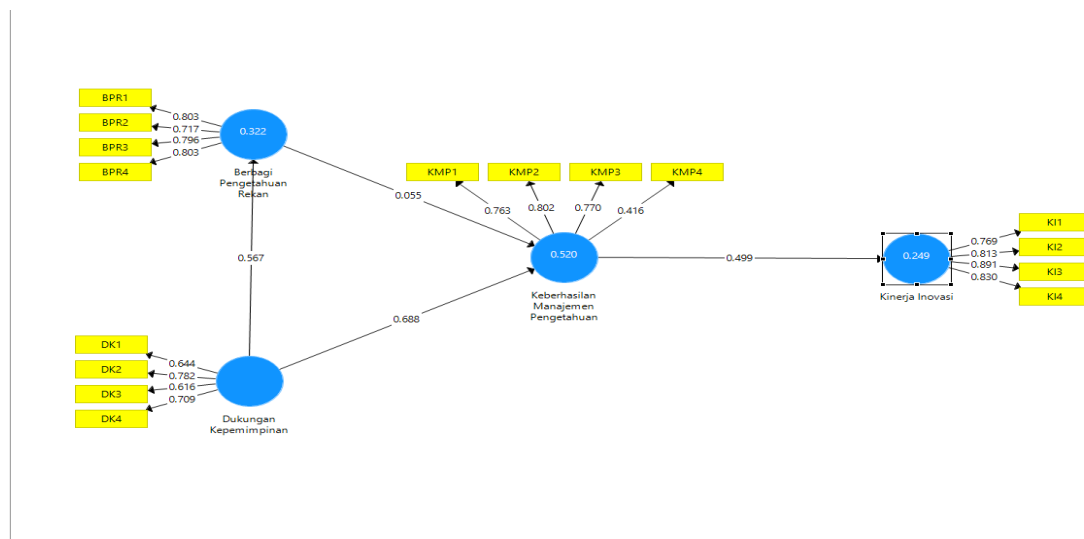 BPR1
BPR2
BPR3
BPR4
0.803
0.717
0.796
0.803
0.322
Berbagi
Pengetahuan
Rekan
0.055
0.567
KMP1
KMP2
KMP3
KMP4
0.763
0.802
0.770
0.416
0.520
Keberhasilan
Manajemen
Pengetahuan
0.499
0.688
0.249
Kinerja Inovasi
0.769
0.813
0.891
0.830
KI1
KI2
KI3
KI4
DK1
DK2
DK3
DK4
0.644
0.782
0.616
0.709
Dukungan
Kepemimpinan